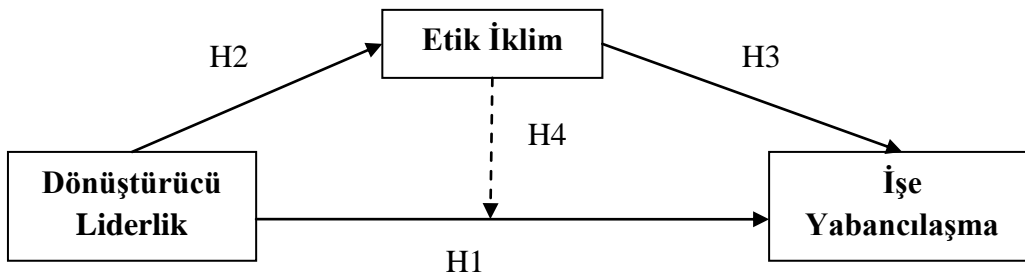 Etik İklim
H2
H3
H4
Dönüştürücü
Liderlik
İşe
Yabancılaşma
H1